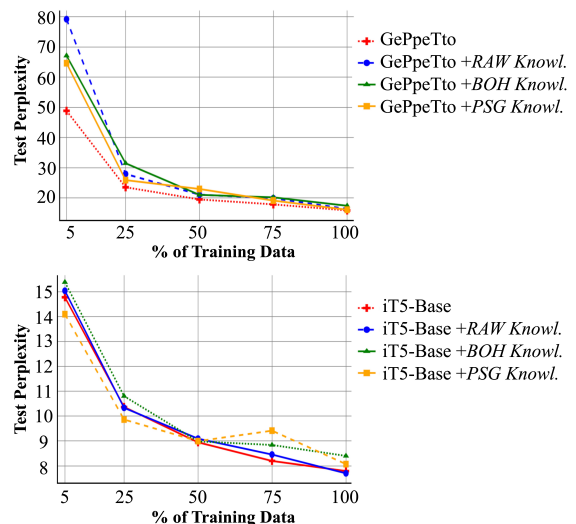 80
70
60
50
40
30
20
Test Perplexity
5 25 50 75 100
% of Training Data
GePpeTto
GePpeTto +RAW Knowl.
GePpeTto +BOH Knowl.
GePpeTto +PSG Knowl.
15
14
13
12
11
10
9
8
Test Perplexity
5 25 50 75 100
% of Training Data
iT5-Base
iT5-Base +RAW Knowl.
iT5-Base +BOH Knowl.
iT5-Base +PSG Knowl.